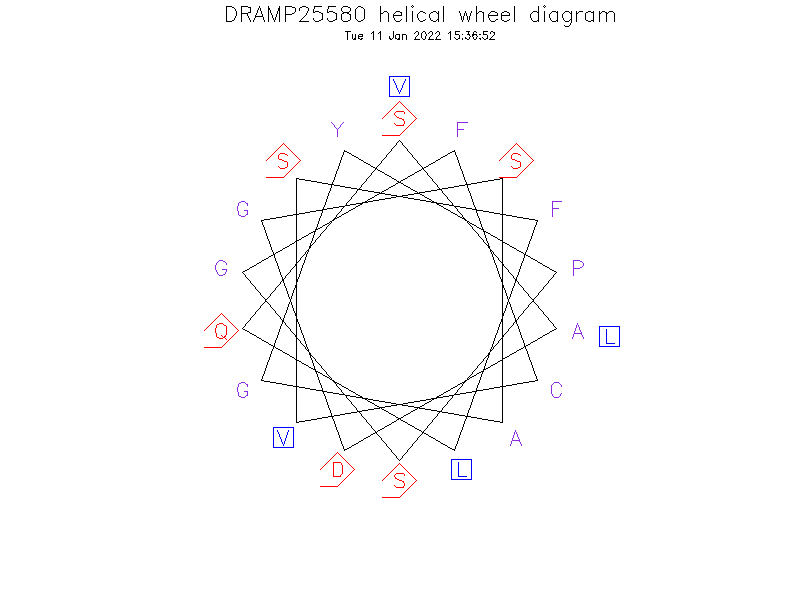 DRAMP25580 helical wheel diagram
Tue 11 Jan 2022 15:36:52
V
S
Y F
S S
G F
G P
Q A L
G C
V A
D S L